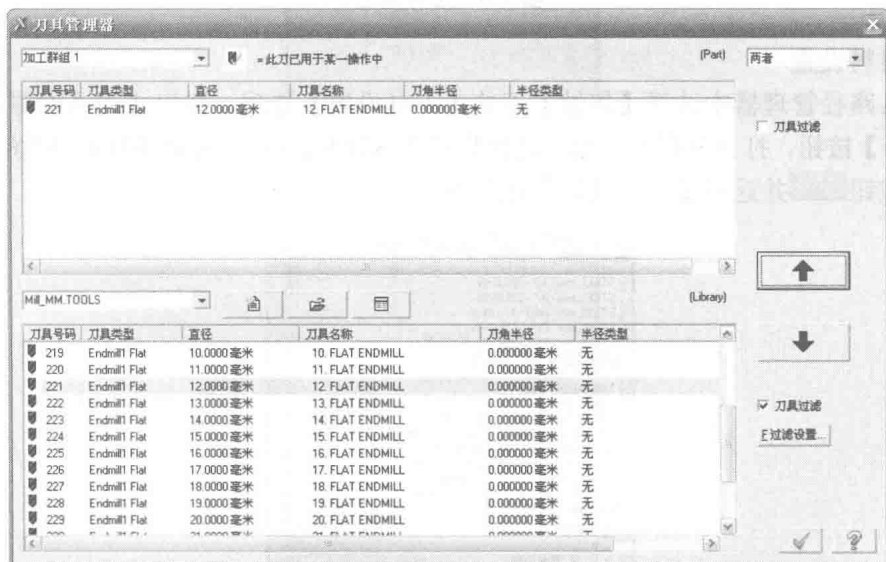 刀具管理器
加工群组 1 =此刀已用于某一操作中 (Part) 两者
刀具号码 刀具类型 直径 刀具名称 刀角半径 半径类型
221 Endmill1 Flat 12.0000 毫米 12. FLAT ENDMILL 0.000000 毫米 无
刀具过滤
Mill_MM.TOOLS (Library)
刀具号码 刀具类型 直径 刀具名称 刀角半径 半径类型
219 Endmill1 Flat 10.0000 毫米 10. FLAT ENDMILL 0.000000 毫米 无
220 Endmill1 Flat 11.0000 毫米 11. FLAT ENDMILL 0.000000 毫米 无
221 Endmill1 Flat 12.0000 毫米 12. FLAT ENDMILL 0.000000 毫米 无
222 Endmill1 Flat 13.0000 毫米 13. FLAT ENDMILL 0.000000 毫米 无
223 Endmill1 Flat 14.0000 毫米 14. FLAT ENDMILL 0.000000 毫米 无
224 Endmill1 Flat 15.0000 毫米 15. FLAT ENDMILL 0.000000 毫米 无
225 Endmill1 Flat 16.0000 毫米 16. FLAT ENDMILL 0.000000 毫米 无
226 Endmill1 Flat 17.0000 毫米 17. FLAT ENDMILL 0.000000 毫米 无
227 Endmill1 Flat 18.0000 毫米 18. FLAT ENDMILL 0.000000 毫米 无
228 Endmill1 Flat 19.0000 毫米 19. FLAT ENDMILL 0.000000 毫米 无
229 Endmill1 Flat 20.0000 毫米 20. FLAT ENDMILL 0.000000 毫米 无
刀具过滤
F过滤设置...